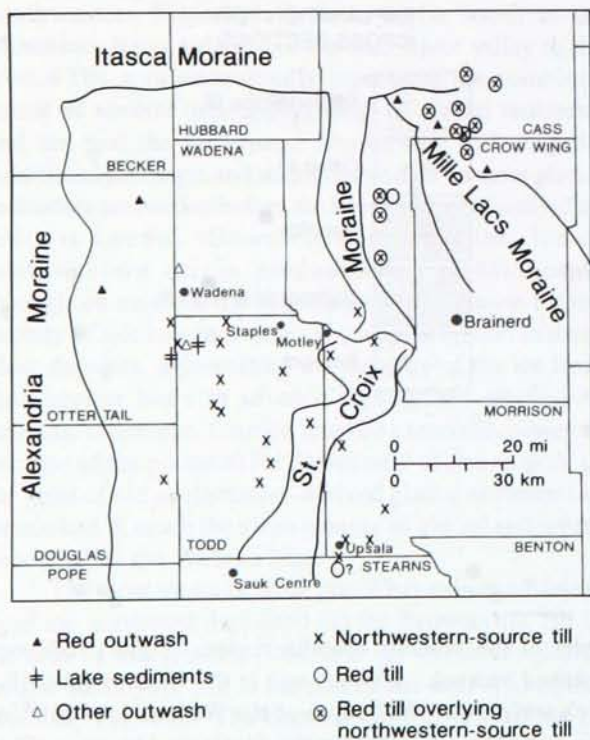 Itasca Moraine
HUBBARD
WADENA
BECKER
CASS
CROW WING
Mille Lacs Moraine
Moraine
Alexandria Moraine
Wadena
Staples
Motley
Brainerd
St. Croix
OTTER TAIL
MORRISON
0 20 mi
0 30 km
DOUGLAS
POPE
TODD
Upsala
BENTON
Sauk Centre
? STEARNS
Red outwash
Lake sediments
Other outwash
x Northwestern-source till
Red till
Red till overlying
northwestern-source till